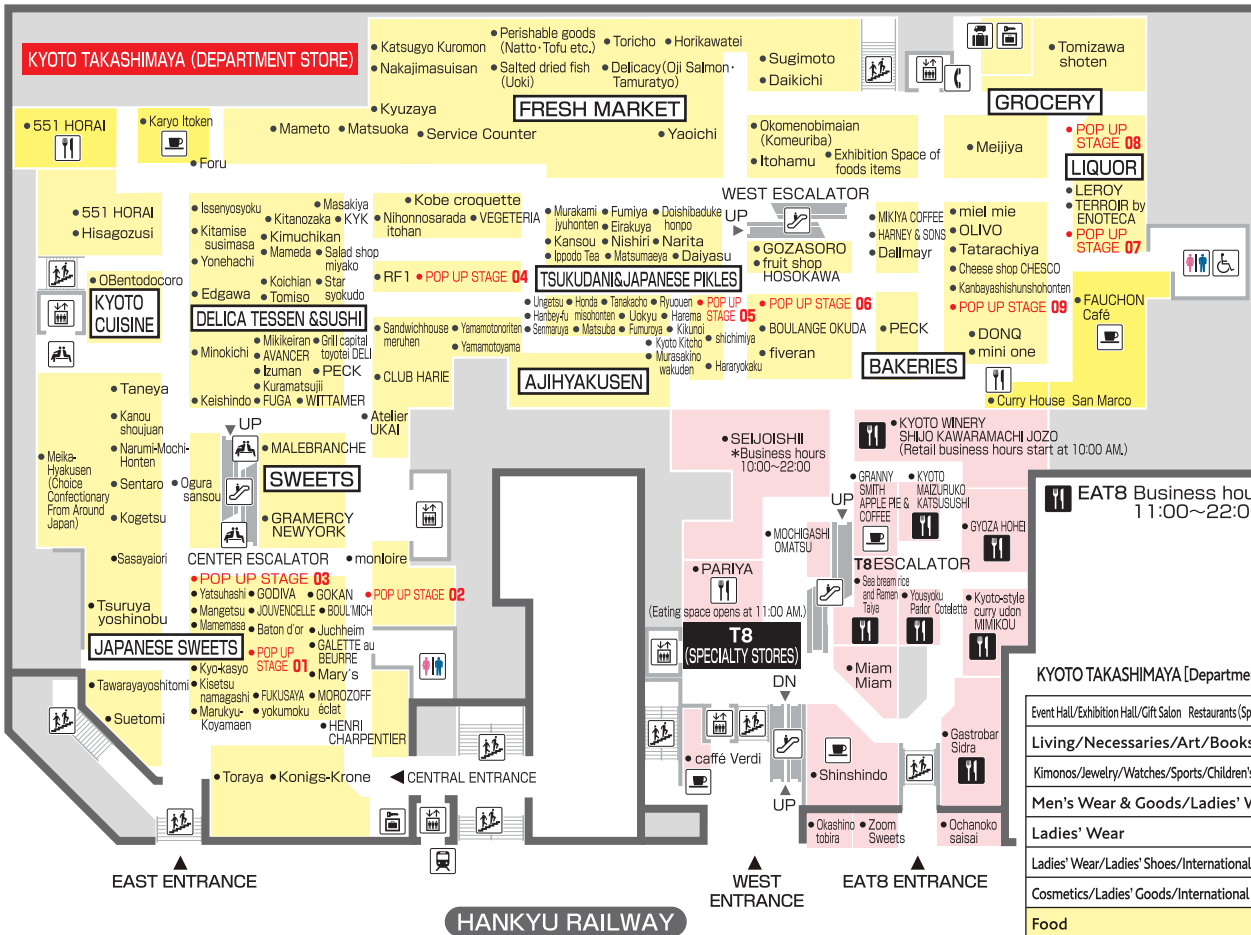 KYOTO TAKASHIMAYA (DEPARTMENT STORE)
• Katsugyo Kuromon
• Nakajimasuisan
• Kyuzaya
• Perishable goods
(Natto・Tofu etc.)
• Salted dried fish
(Uoki)
• Toricho
• Horikawatei
• Delicacy(Oji Salmon・
Tamuratyo)
FRESH MARKET
• Sugimoto
• Daikichi
• Tomizawa
shoten
GROCERY
• 551 HORAI
• Karyo Itoken
• Foru
• Mameto
• Matsuoka
• Service Counter
• Yaoichi
• Okomenobimaian
(Komeuriba)
• Itohamu
• Exhibition Space of
foods items
• Meijiya
• POP UP
STAGE 08
LIQUOR
• LEROY
• TERROIR by
ENOTECA
• POP UP
STAGE 07
• 551 HORAI
• Hisagozusi
• OBentodocoro
KYOTO
CUISINE
• Issenyosyoku
• Kitamise
susimasa
• Yonehachi
• Edgawa
• Masakiya
• Kitanozaka
• KYK
• Kimuchikan
• Mameda
• Salad shop
miyako
• Koichian
• Star
syokudo
• Tomiso
DELICA TESSEN &SUSHI
• Kobe croquette
• Nihonnosarada
itohan
• VEGETERIA
• RF1
• POP UP STAGE 04
• Murakami
jyuhonten
• Fumiya
• Doishibaduke
honpo
• Eirakuya
• Kansou
• Nishiri
• Narita
• Ippodo Tea
• Matsumaeya
• Daiyasu
TSUKUDANI&JAPANESE PIKLES
WEST ESCALATOR
UP
• GOZASORO
• fruit shop
HOSOKAWA
• MIKIYA COFFEE
• HARNEY & SONS
• Dallmayr
• miel mie
• OLIVO
• Tatarachiya
• Cheese shop CHESCO
• Kanbayashishunshohonten
• POP UP STAGE 09
• DONQ
• mini one
• FAUCHON
Café
• Minokichi
• Keishindo
• Mikikeiran
• Grill capital
toyotei DELI
• AVANCER
• Izuman
• PECK
• Kuramatsujii
• FUGA
• WITTAMER
• Sandwichhouse
meruhen
• Yamamotonoriten
• Yamamotoyama
• CLUB HARIE
• Atelier
UKAI
• Ungetsu
• Honda
misohonten
• Tanakacho
• Ryuouen
• Hanbey-fu
• Uokyu
• Harema
• Senmaruya
• Matsuba
• Fumuroya
• Kikunoi
• Kyoto Kitcho
• Murasakino
wakuden
• POP UP
STAGE 05
• shichimiya
• Hararyokaku
AJIHYAKUSEN
• POP UP STAGE 06
• BOULANGE OKUDA
• PECK
• fiveran
BAKERIES
• Curry House San Marco
• Taneya
• Kanou
shoujuan
• Narumi-Mochi-
Honten
• Sentaro
• Kogetsu
• Sasayaiori
• Tsuruya
yoshinobu
• Meika-
Hyakusen
(Choice
Confectionary
From Around
Japan)
• Ogura
sansou
UP
• MALEBRANCHE
SWEETS
• GRAMERCY
NEWYORK
CENTER ESCALATOR
• monloire
• POP UP STAGE 03
• Yatsuhashi
• GODIVA
• GOKAN
• POP UP STAGE 02
• Mangetsu
• JOUVENCELLE
• BOUL'MICH
• Mamemasa
• Baton d'or
• Juchheim
• GALETTE au
BEURRE
• POP UP
STAGE 01
• Mary's
JAPANESE SWEETS
• Kyo-kasyo
• Kisetsu
namagashi
• FUKUSAYA
• MOROZOFF
éclat
• Marukyu-
Koyamaen
• yokumoku
• HENRI
CHARPENTIER
• Tawarayayoshitomi
• Suetomi
• Toraya
• Konigs-Krone
◀ CENTRAL ENTRANCE
• SEIJOISHII
*Business hours
10:00~22:00
• KYOTO WINERY
SHIJO KAWARAMACHI JOZO
(Retail business hours start at 10:00 AM.)
EAT8 Business hou
11:00~22:0
• GRANNY
SMITH
APPLE PIE &
COFFEE
• KYOTO
MAIZURUKO
KATSUSUSHI
• GYOZA HOHEI
UP
• MOCHIGASHI
OMATSU
T8 ESCALATOR
• PARIYA
(Eating space opens at 11:00 AM.)
• Sea bream rice
and Ramen
Taiya
• Yousyoku
Parlor Cotelette
• Kyoto-style
curry udon
MIMIKOU
T8
(SPECIALTY STORES)
• Miam
Miam
DN
• caffé Verdi
• Shinshindo
• Gastrobar
Sidra
UP
• Okashino
tobira
• Zoom
Sweets
• Ochanoko
saisai
EAST ENTRANCE
WEST
ENTRANCE
EAT8 ENTRANCE
HANKYU RAILWAY
KYOTO TAKASHIMAYA [Departme
Event Hall/Exhibition Hall/Gift Salon Restaurants (Sp
Living/Necessaries/Art/Books
Kimonos/Jewelry/Watches/Sports/Children's
Men's Wear & Goods/Ladies' W
Ladies' Wear
Ladies' Wear/Ladies' Shoes/International
Cosmetics/Ladies' Goods/International
Food